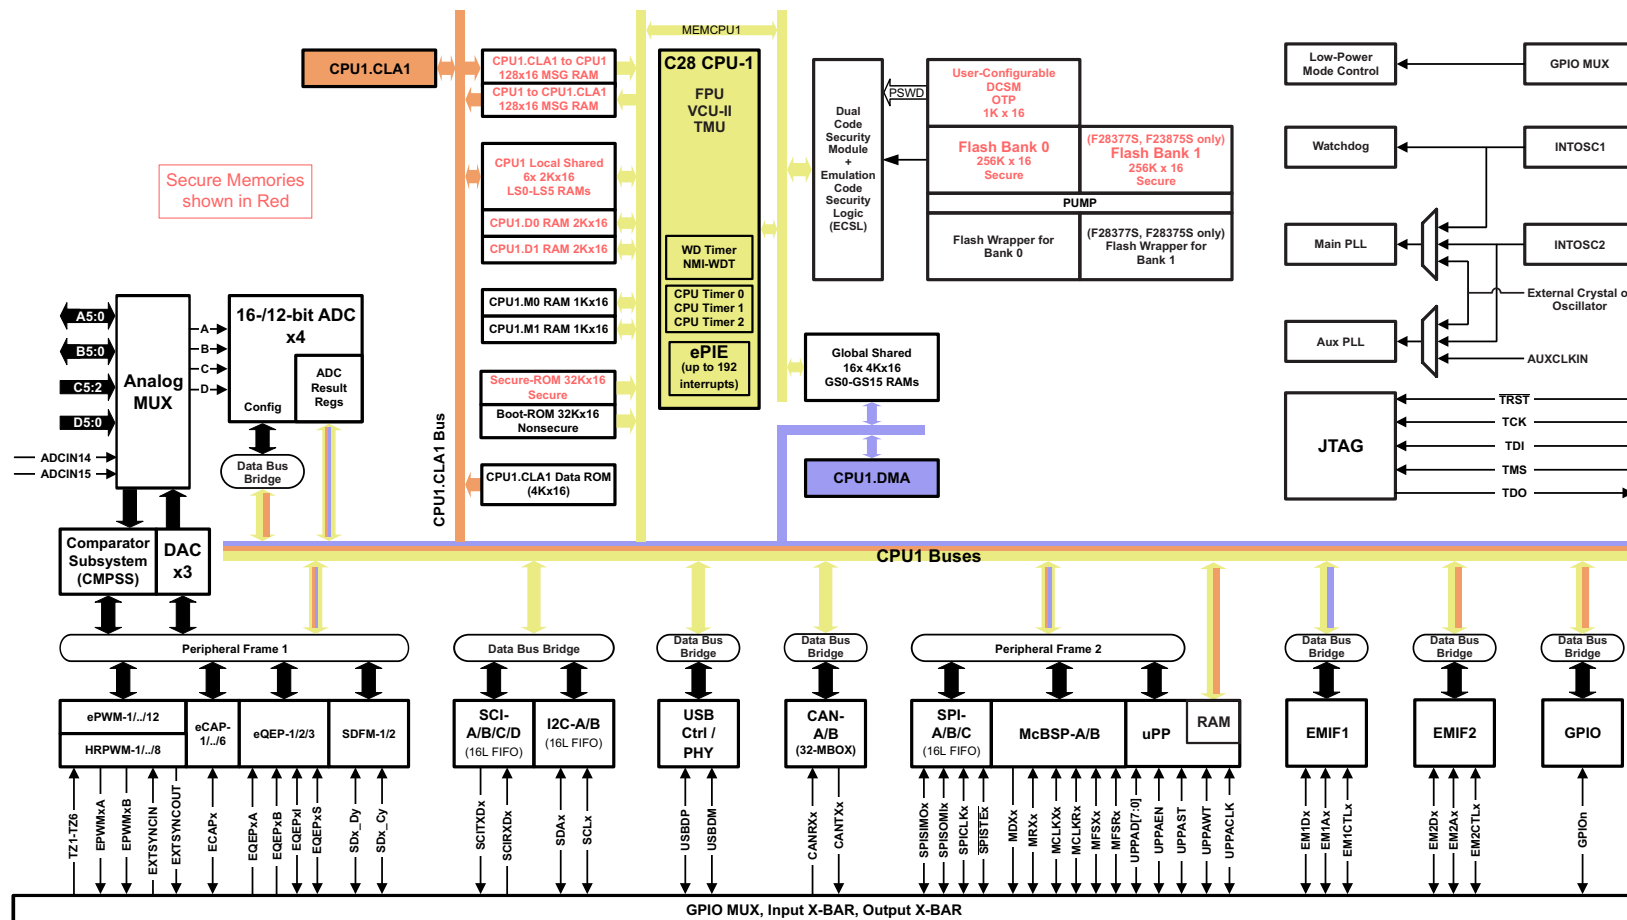 MEMCPU1
CPU1.CLA1
CPU1.CLA1 to CPU1
128x16 MSG RAM
CPU1 to CPU1.CLA1
128x16 MSG RAM
C28 CPU-1
FPU
VCU-II
TMU
PSWD
User-Configurable
DCSM
OTP
1K x 16
Dual
Code
Security
Module
+
Emulation
Code
Security
Logic
(ECSL)
Flash Bank 0
256K x 16
Secure
(F28377S, F23875S only)
Flash Bank 1
256K x 16
Secure
PUMP
Flash Wrapper for
Bank 0
(F28377S, F28375S only)
Flash Wrapper for
Bank 1
Low-Power
Mode Control
GPIO MUX
Watchdog
INTOSC1
Main PLL
INTOSC2
External Crystal o
Oscillator
Aux PLL
AUXCLKIN
Secure Memories
shown in Red
CPU1 Local Shared
6x 2Kx16
LS0-LS5 RAMs
CPU1.D0 RAM 2Kx16
CPU1.D1 RAM 2Kx16
WD Timer
NMI-WDT
CPU1.M0 RAM 1Kx16
CPU1.M1 RAM 1Kx16
CPU Timer 0
CPU Timer 1
CPU Timer 2
ePIE
(up to 192
interrupts)
Secure-ROM 32Kx16
Secure
Boot-ROM 32Kx16
Nonsecure
CPU1.CLA1 Data ROM
(4Kx16)
CPU1.CLA1 Bus
Global Shared
16x 4Kx16
GS0-GS15 RAMs
CPU1.DMA
JTAG
TRST
TCK
TDI
TMS
TDO
A5:0
B5:0
C5:2
D5:0
ADCIN14
ADCIN15
Analog
MUX
A
B
C
D
16-/12-bit ADC
x4
Config
ADC
Result
Regs
Data Bus
Bridge
Comparator
Subsystem
(CMPSS)
DAC
x3
CPU1 Buses
Peripheral Frame 1
Data Bus Bridge
Data Bus
Bridge
Data Bus
Bridge
Peripheral Frame 2
Data Bus
Bridge
Data Bus
Bridge
Data Bus
Bridge
ePWM-1/../12
HRPWM-1/../8
eCAP-
1/../6
eQEP-1/2/3
SDFM-1/2
SCI-
A/B/C/D
(16L FIFO)
I2C-A/B
(16L FIFO)
USB
Ctrl /
PHY
CAN-
A/B
(32-MBOX)
SPI-
A/B/C
(16L FIFO)
McBSP-A/B
uPP
RAM
EMIF1
EMIF2
GPIO
TZ1-TZ6
EPWMxA
EPWMxB
EXTSYNCIN
EXTSYNCOUT
ECAPx
EQEPxA
EQEPxB
EQEPxI
EQEPxS
SDx_Dy
SDx_Cy
SCITXDx
SCIRXDx
SDAx
SCLx
USBDP
USBDM
CANRXx
CANTXx
SPISIMOx
SPISOMIx
SPICLKx
SPISTEx
MDXx
MRXx
MCLKXx
MCLKRx
MFSXx
MFSRx
UPPAD[7:0]
UPPAEN
UPPAST
UPPAWT
UPPACLK
EM1Dx
EM1Ax
EM1CTLx
EM2Dx
EM2Ax
EM2CTLx
GPIOn
GPIO MUX, Input X-BAR, Output X-BAR